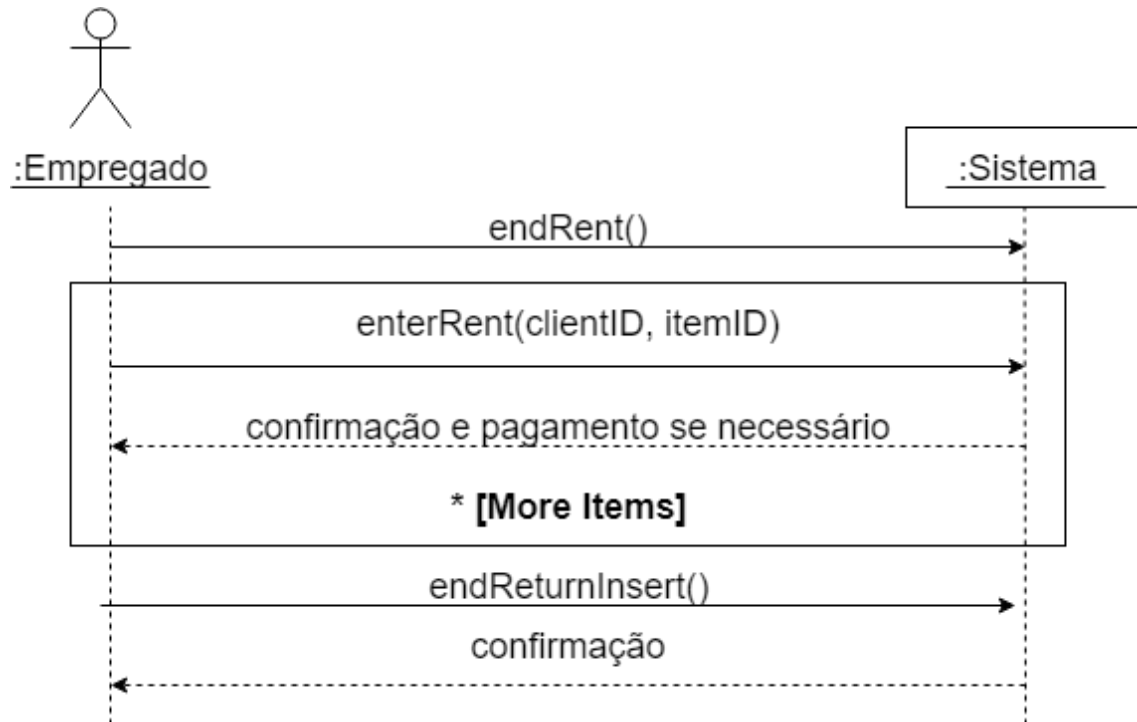 :Empregado
:Sistema
endRent()
enterRent(clientID, itemID)
confirmação e pagamento se necessário
* [More Items]
endReturnInsert()
confirmação